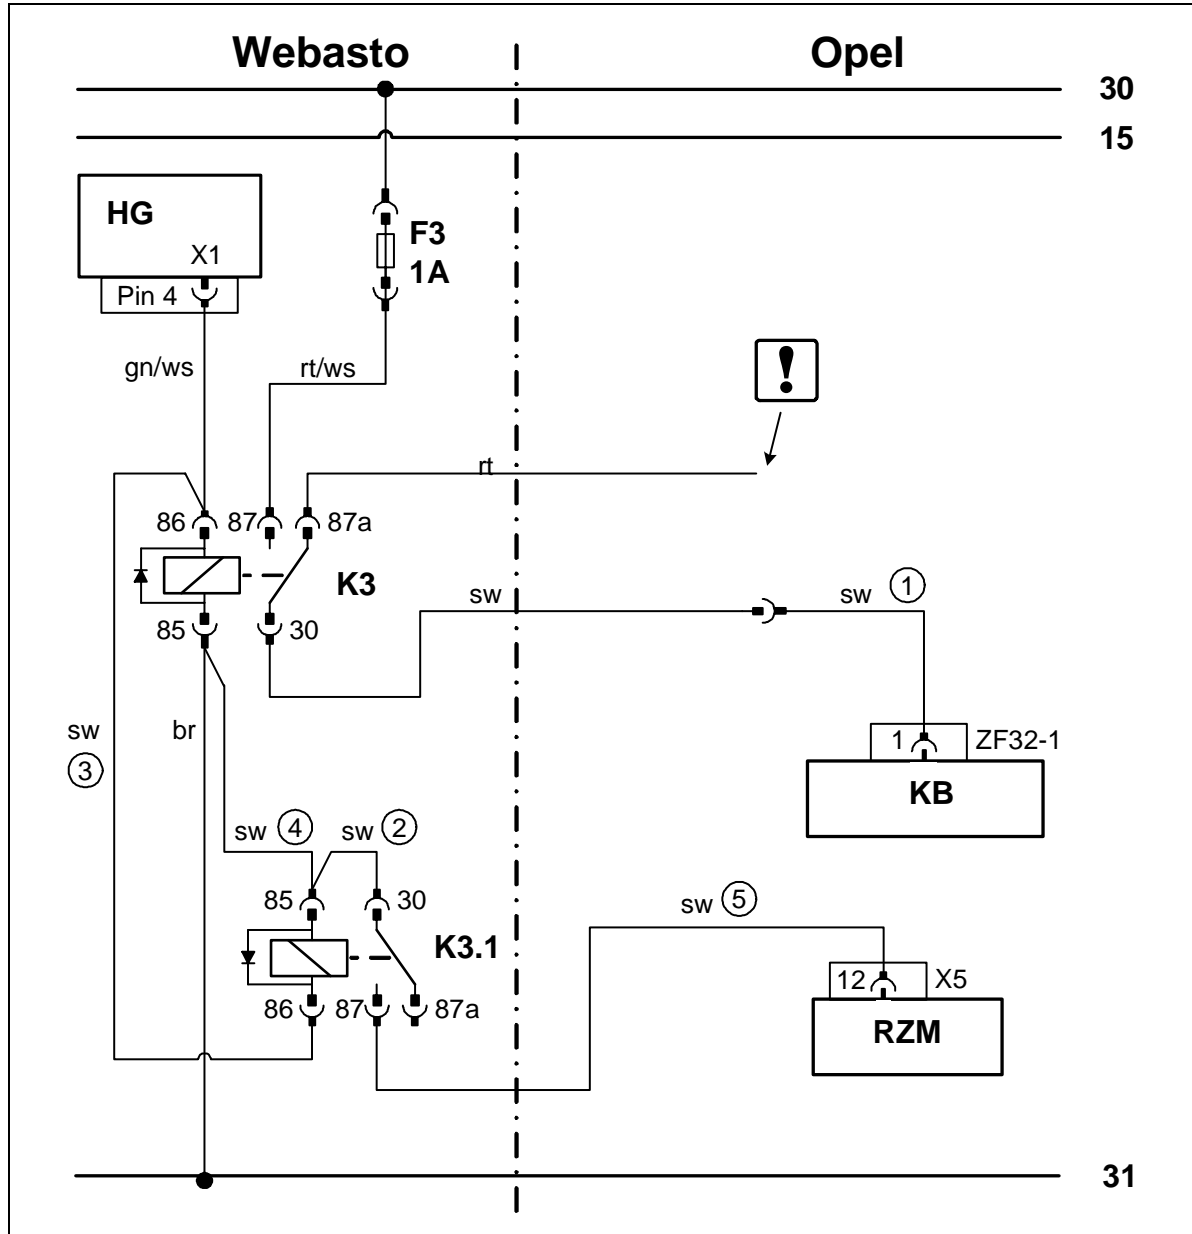 Webasto
Opel
30
15
HG
X1
Pin 4
F3
1A
gn/ws
rt/ws
!
rt
86
87
87a
K3
85
30
sw
sw 1
sw
3
br
1
ZF32-1
KB
sw 4
sw 2
85
30
K3.1
86
87
87a
sw 5
12
X5
RZM
31